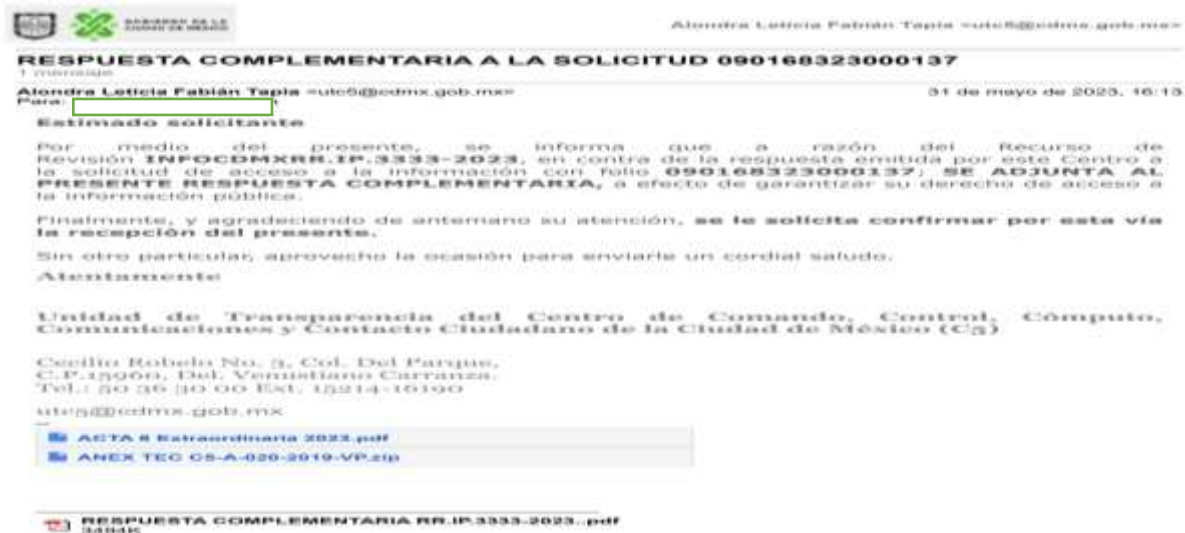 GOBIERNO DE LA
CIUDAD DE MÉXICO
Alondra Leticia Fabián Tapia <utc5@cdmx.gob.mx>
RESPUESTA COMPLEMENTARIA A LA SOLICITUD 090168323000137
1 mensaje
Alondra Leticia Fabián Tapia <utc5@cdmx.gob.mx>
31 de mayo de 2023, 16:13
Para:
Estimado solicitante
Por medio del presente, se informa que a razón del Recurso de
Revisión INFOCDMXRR.IP.3333-2023, en contra de la respuesta emitida por este Centro a
la solicitud de acceso a la información con folio 090168323000137; SE ADJUNTA AL
PRESENTE RESPUESTA COMPLEMENTARIA, a efecto de garantizar su derecho de acceso a
la información pública.
Finalmente, y agradeciendo de antemano su atención, se le solicita confirmar por esta vía
la recepción del presente.
Sin otro particular, aprovecho la ocasión para enviarle un cordial saludo.
Atentamente
Unidad de Transparencia del Centro de Comando, Control, Cómputo,
Comunicaciones y Contacto Ciudadano de la Ciudad de México (C5)
Cecilio Robelo No. 3, Col. Del Parque,
C.P.15960, Del. Venustiano Carranza.
Tel.: 50 36 30 00 Ext. 15214-16190
utc5@cdmx.gob.mx
--
ACTA 8 Extraordinaria 2023.pdf
ANEX TEC C5-A-020-2019-VP.zip
RESPUESTA COMPLEMENTARIA RR.IP.3333-2023..pdf
3494K